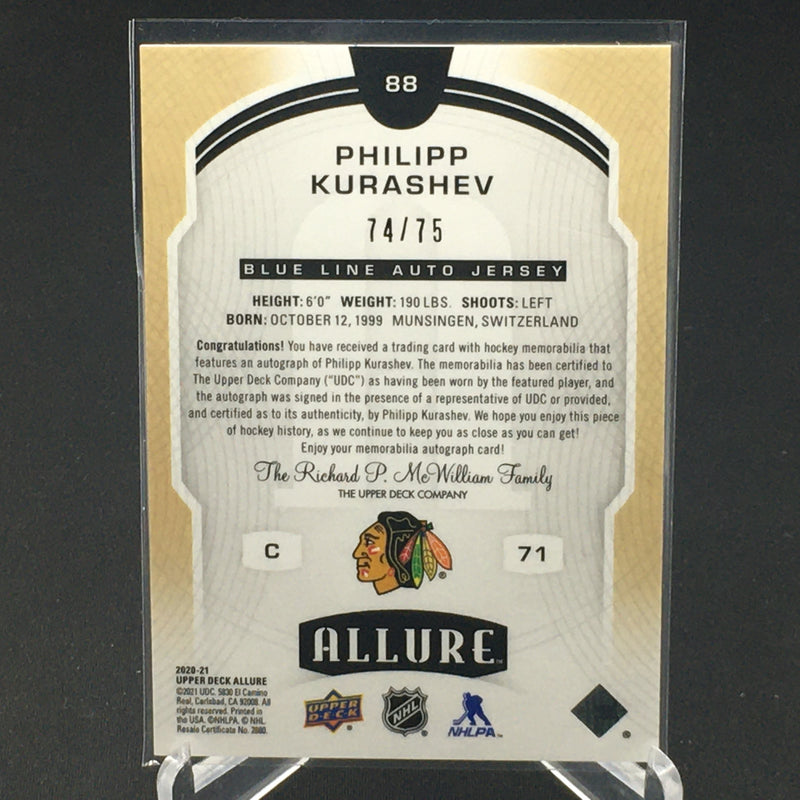 88
PHILIPP
KURASHEV
74/75
BLUE LINE AUTO JERSEY
HEIGHT: 6'0" WEIGHT: 190 LBS. SHOOTS: LEFT
BORN: OCTOBER 12, 1999 MUNSINGEN, SWITZERLAND
Congratulations! You have received a trading card with hockey memorabilia that
features an autograph of Philipp Kurashev. The memorabilia has been certified to
The Upper Deck Company ("UDC") as having been worn by the featured player, and
the autograph was signed in the presence of a representative of UDC or provided,
and certified as to its authenticity, by Philipp Kurashev. We hope you enjoy this piece
of hockey history, as we continue to keep you as close as you can get!
Enjoy your memorabilia autograph card!
The Richard P. McWilliam Family
THE UPPER DECK COMPANY
C
71
®
ALLURE™
2020-21
UPPER DECK ALLURE
©2021 UDC. 5830 El Camino
Real, Carlsbad, CA 92008. All
rights reserved. Printed in
the USA. ©NHLPA. © NHL
Resale Certificate No. 2880.
UPPER DECK®
NHL®
NHLPA™
®